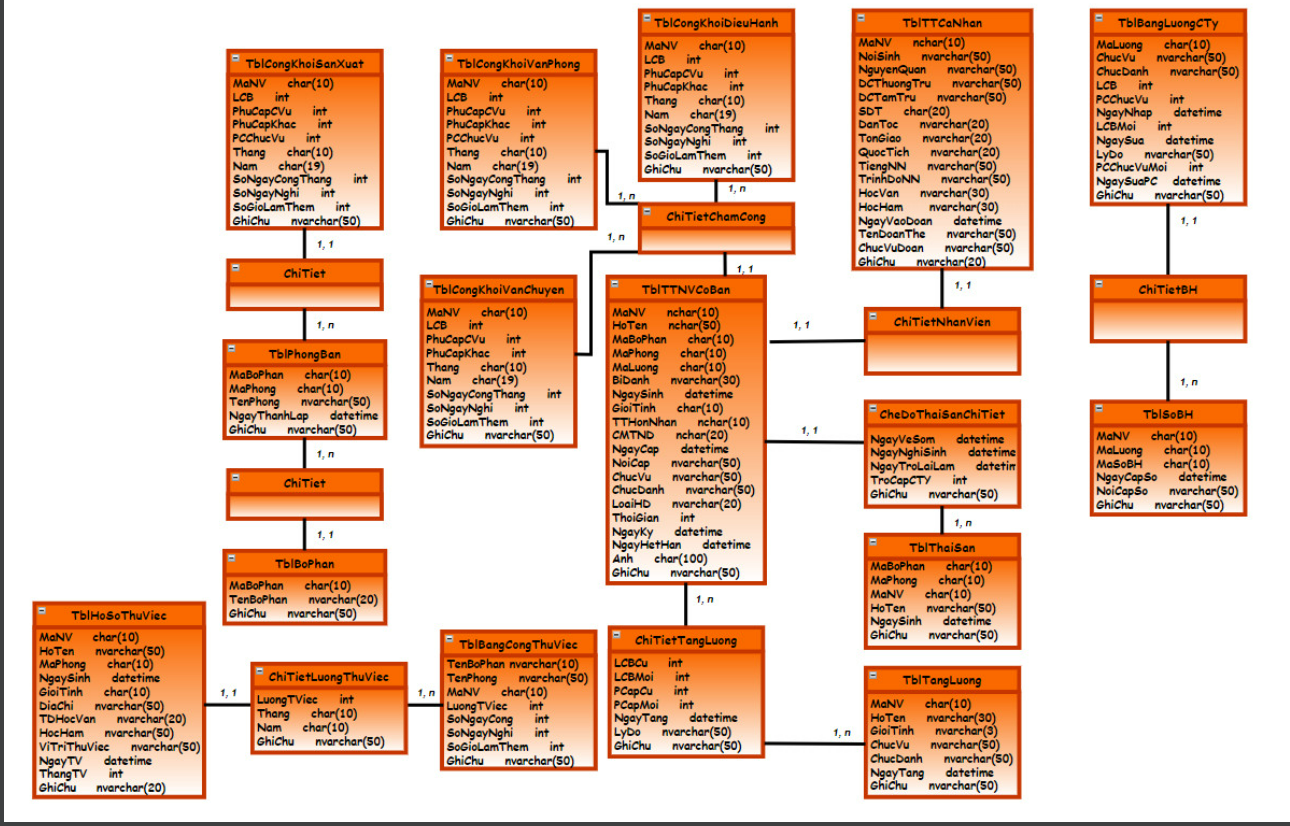 TblCongKhoiSanXuat
MaNV char(10)
LCB int
PhuCapCVu int
PhuCapKhac int
PCChucVu int
Thang char(10)
Nam char(19)
SoNgayCongThang int
SoNgayNghi int
SoGioLamThem int
GhiChu nvarchar(50)
1, 1
ChiTiet
1, n
TblPhongBan
MaBoPhan char(10)
MaPhong char(10)
TenPhong nvarchar(50)
NgayThanhLap datetime
GhiChu nvarchar(50)
1, n
ChiTiet
1, 1
TblBoPhan
MaBoPhan char(10)
TenBoPhan nvarchar(20)
GhiChu nvarchar(50)
TblHoSoThuViec
MaNV char(10)
HoTen nvarchar(50)
MaPhong char(10)
NgaySinh datetime
GioiTinh char(10)
DiaChi nvarchar(50)
TDHocVan nvarchar(20)
HocHam nvarchar(50)
ViTriThuViec nvarchar(50)
NgayTV datetime
ThangTV int
GhiChu nvarchar(20)
1, 1
ChiTietLuongThuViec
LuongTViec int
Thang char(10)
Nam char(10)
GhiChu nvarchar(50)
1, n
TblBangCongThuViec
TenBoPhan nvarchar(10)
TenPhong nvarchar(50)
MaNV char(10)
LuongTViec int
SoNgayCong int
SoNgayNghi int
SoGioLamThem int
GhiChu nvarchar(50)
TblCongKhoiVanPhong
MaNV char(10)
LCB int
PhuCapCVu int
PhuCapKhac int
PCChucVu int
Thang char(10)
Nam char(19)
SoNgayCongThang int
SoNgayNghi int
SoGioLamThem int
GhiChu nvarchar(50)
1, n
TblCongKhoiDieuHanh
MaNV char(10)
LCB int
PhuCapCVu int
PhuCapKhac int
Thang char(10)
Nam char(19)
SoNgayCongThang int
SoNgayNghi int
SoGioLamThem int
GhiChu nvarchar(50)
1, n
ChiTietChamCong
1, n
1, 1
TblCongKhoiVanChuyen
MaNV char(10)
LCB int
PhuCapCVu int
PhuCapKhac int
Thang char(10)
Nam char(19)
SoNgayCongThang int
SoNgayNghi int
SoGioLamThem int
GhiChu nvarchar(50)
TblTTNVCoBan
MaNV nchar(10)
HoTen nchar(50)
MaBoPhan nchar(10)
MaPhong char(10)
MaLuong char(10)
BiDanh nvarchar(30)
NgaySinh datetime
GioiTinh char(10)
TTHonNhan nchar(10)
CMTND nchar(20)
NgayCap datetime
NoiCap nvarchar(50)
ChucVu nvarchar(50)
ChucDanh nvarchar(50)
LoaiHD nvarchar(20)
ThoiGian int
NgayKy datetime
NgayHetHan datetime
Anh char(100)
GhiChu nvarchar(50)
1, n
ChiTietTangLuong
LCBCu int
LCBMoi int
PCapCu int
PCapMoi int
NgayTang datetime
LyDo nvarchar(50)
GhiChu nvarchar(50)
1, n
TblTTCaNhan
MaNV nchar(10)
NoiSinh nvarchar(50)
NguyenQuan nvarchar(50)
DCThuongTru nvarchar(50)
DCTamTru nvarchar(50)
SDT char(20)
DanToc nvarchar(20)
TonGiao nvarchar(20)
QuocTich nvarchar(20)
TiengNN nvarchar(50)
TrinhDoNN nvarchar(50)
HocVan nvarchar(30)
HocHam nvarchar(30)
NgayVaoDoan datetime
TenDoanThe nvarchar(50)
ChucVuDoan nvarchar(50)
GhiChu nvarchar(20)
1, 1
ChiTietNhanVien
1, 1
CheDoThaiSanChiTiet
NgayVeSom datetime
NgayNghiSinh datetime
NgayTroLaiLam datetim
TroCapCTY int
GhiChu nvarchar(50)
1, 1
1, n
TblThaiSan
MaBoPhan char(10)
MaPhong char(10)
MaNV char(10)
HoTen nvarchar(50)
NgaySinh datetime
GhiChu nvarchar(50)
TblTangLuong
MaNV char(10)
HoTen nvarchar(30)
GioiTinh nvarchar(3)
ChucVu nvarchar(50)
ChucDanh nvarchar(50)
NgayTang datetime
GhiChu nvarchar(50)
TblBangLuongCTy
MaLuong char(10)
ChucVu nvarchar(50)
ChucDanh nvarchar(50)
LCB int
PCChucVu int
NgayNhap datetime
LCBMoi int
NgaySua datetime
LyDo nvarchar(50)
PCChucVuMoi int
NgaySuaPC datetime
GhiChu nvarchar(50)
1, 1
ChiTietBH
1, n
TblSoBH
MaNV char(10)
MaLuong char(10)
MaSoBH char(10)
NgayCapSo datetime
NoiCapSo nvarchar(50)
GhiChu nvarchar(50)